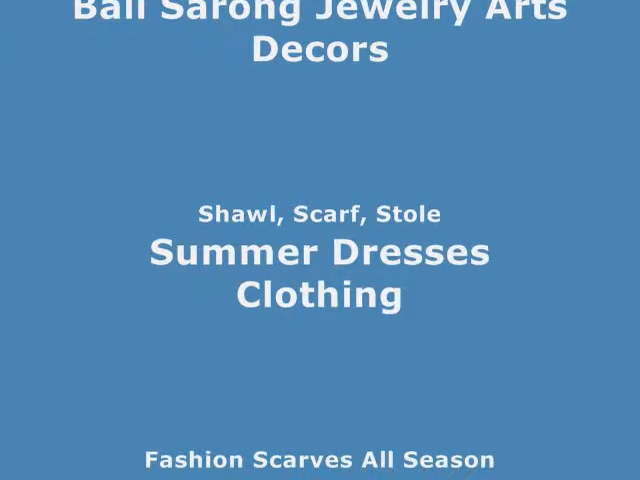 Bali Sarong Jewelry Arts
Decors
Shawl, Scarf, Stole
Summer Dresses
Clothing
Fashion Scarves All Season